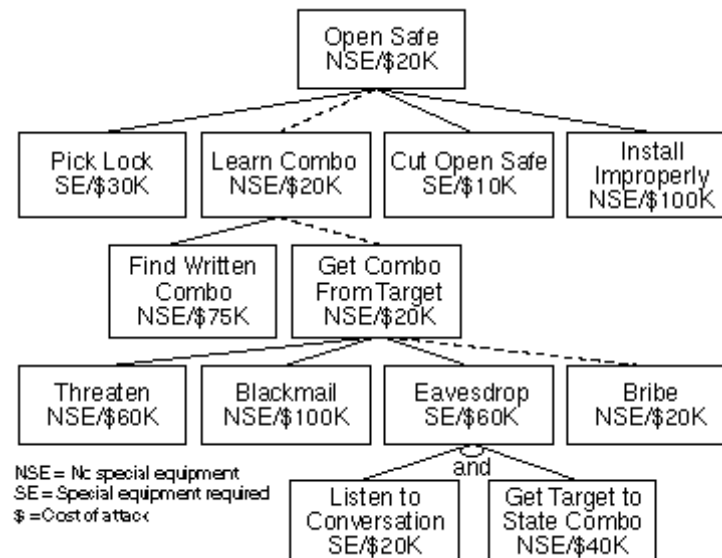 Open Safe
NSE/$20K
Pick Lock
SE/$30K
Learn Combo
NSE/$20K
Cut Open Safe
SE/$10K
Install
Improperly
NSE/$100K
Find Written
Combo
NSE/$75K
Get Combo
From Target
NSE/$20K
Threaten
NSE/$60K
Blackmail
NSE/$100K
Eavesdrop
SE/$60K
Bribe
NSE/$20K
and
Listen to
Conversation
SE/$20K
Get Target to
State Combo
NSE/$40K
NSE = No special equipment
SE = Special equipment required
$ = Cost of attack